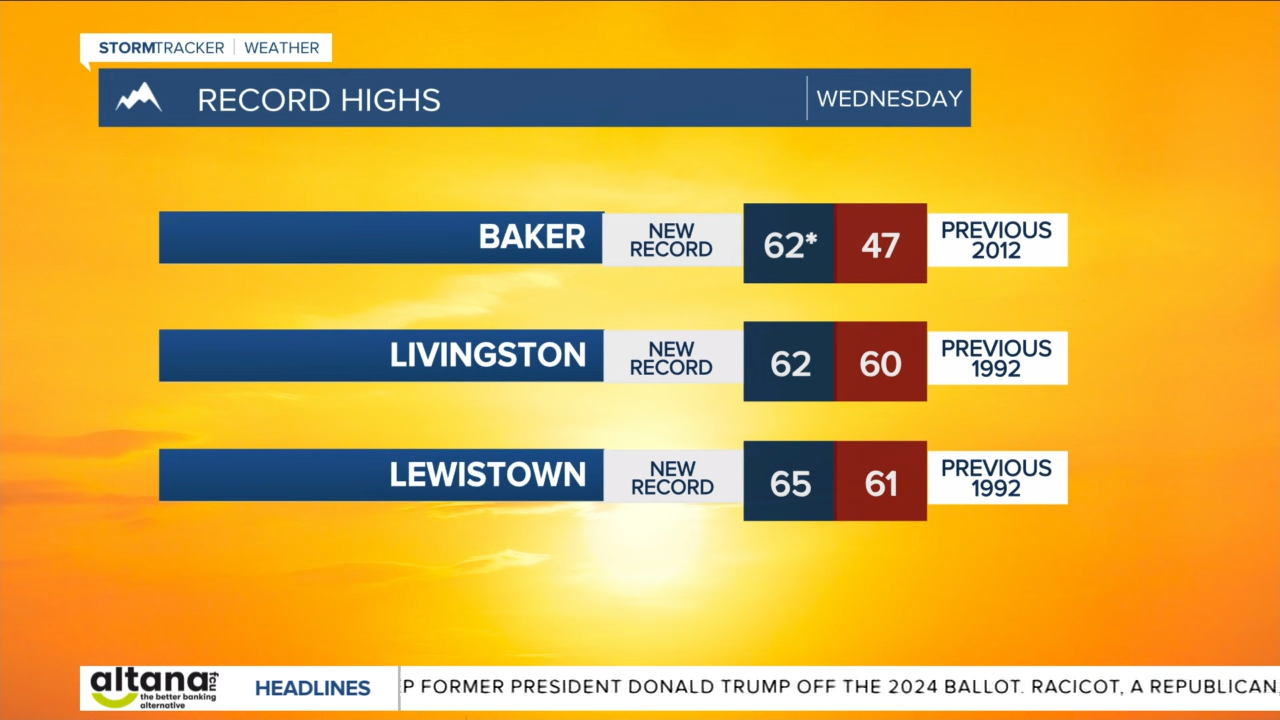 STORMTRACKER | WEATHER
RECORD HIGHS
WEDNESDAY
BAKER
NEW
RECORD
62*
47
PREVIOUS
2012
LIVINGSTON
NEW
RECORD
62
60
PREVIOUS
1992
LEWISTOWN
NEW
RECORD
65
61
PREVIOUS
1992
altana fcu
the better banking
alternative
HEADLINES
P FORMER PRESIDENT DONALD TRUMP OFF THE 2024 BALLOT. RACICOT, A REPUBLICAN,